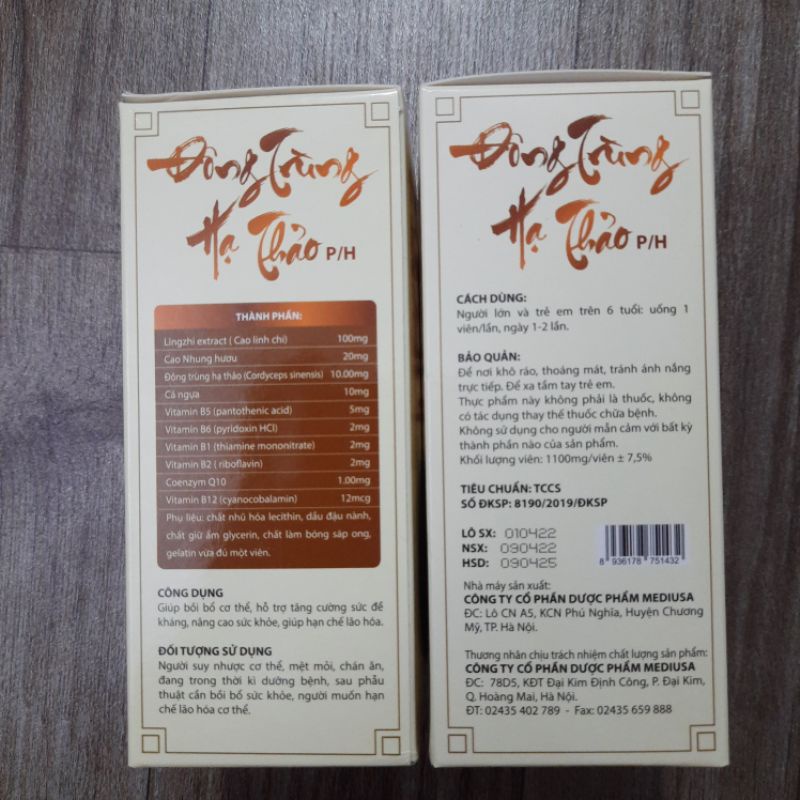 Đông Trùng
Hạ Thảo P/H
THÀNH PHẦN:
Lingzhi extract ( Cao linh chi) 100mg
Cao Nhung hươu 20mg
Đông trùng hạ thảo (Cordyceps sinensis) 10.00mg
Cá ngựa 10mg
Vitamin B5 (pantothenic acid) 5mg
Vitamin B6 (pyridoxin HCl) 2mg
Vitamin B1 (thiamine mononitrate) 2mg
Vitamin B2 ( riboflavin) 2mg
Coenzym Q10 1.00mg
Vitamin B12 (cyanocobalamin) 12mcg
Phụ liệu: chất nhũ hóa lecithin, dầu đậu nành,
chất giữ ẩm glycerin, chất làm bóng sáp ong,
gelatin vừa đủ một viên.
CÔNG DỤNG
Giúp bồi bổ cơ thể, hỗ trợ tăng cường sức đề
kháng, nâng cao sức khỏe, giúp hạn chế lão hóa.
ĐỐI TƯỢNG SỬ DỤNG
Người suy nhược cơ thể, mệt mỏi, chán ăn,
đang trong thời kì dưỡng bệnh, sau phẫu
thuật cần bồi bổ sức khỏe, người muốn hạn
chế lão hóa cơ thể.
Đông Trùng
Hạ Thảo P/H
CÁCH DÙNG:
Người lớn và trẻ em trên 6 tuổi: uống 1
viên/lần, ngày 1-2 lần.
BẢO QUẢN:
Để nơi khô ráo, thoáng mát, tránh ánh nắng
trực tiếp. Để xa tầm tay trẻ em.
Thực phẩm này không phải là thuốc, không
có tác dụng thay thế thuốc chữa bệnh.
Không sử dụng cho người mẫn cảm với bất kỳ
thành phần nào của sản phẩm.
Khối lượng viên: 1100mg/viên ± 7,5%
TIÊU CHUẨN: TCCS
SỐ ĐKSP: 8190/2019/ĐKSP
LÔ SX: 010422
NSX: 090422
HSD: 090425
8 936178 751432
Nhà máy sản xuất:
CÔNG TY CỔ PHẦN DƯỢC PHẨM MEDIUSA
ĐC: Lô CN A5, KCN Phú Nghĩa, Huyện Chương
Mỹ, TP. Hà Nội.
Thương nhân chịu trách nhiệm chất lượng sản phẩm:
CÔNG TY CỔ PHẦN DƯỢC PHẨM MEDIUSA
ĐC: 78D5, KĐT Đại Kim Định Công, P. Đại Kim,
Q. Hoàng Mai, Hà Nội.
ĐT: 02435 402 789 - Fax: 02435 659 888